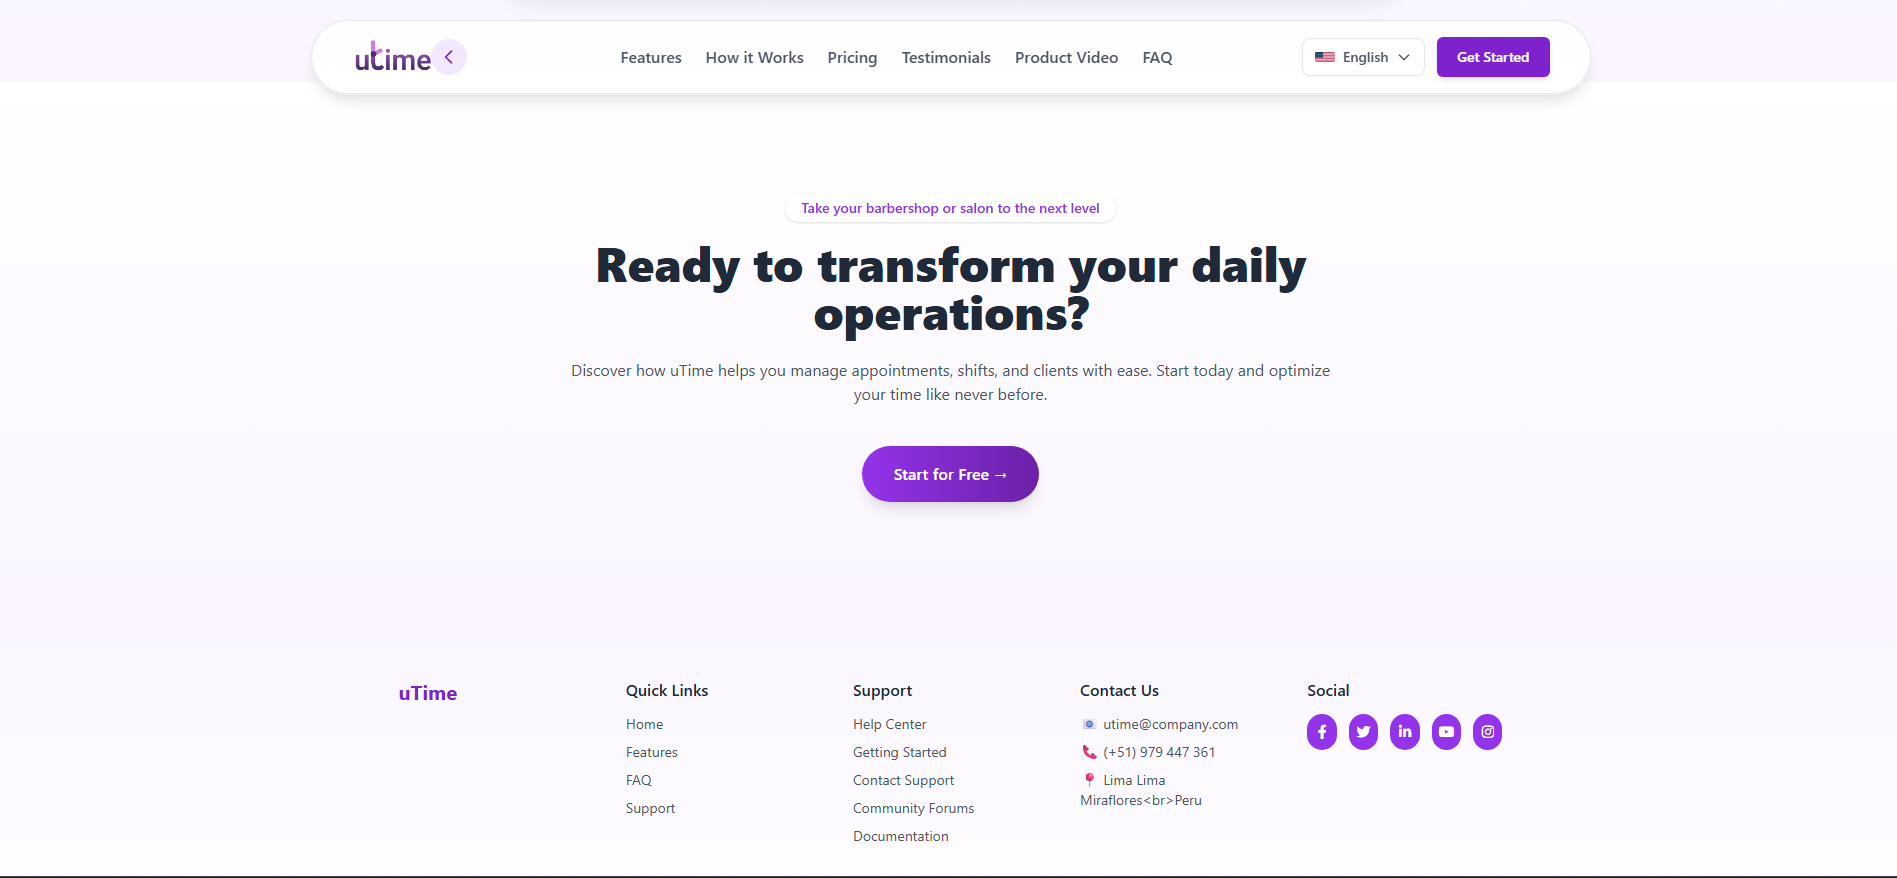 utime
Features
How it Works
Pricing
Testimonials
Product Video
FAQ
English
Get Started
Take your barbershop or salon to the next level
Ready to transform your daily
operations?
Discover how uTime helps you manage appointments, shifts, and clients with ease. Start today and optimize
your time like never before.
Start for Free →
uTime
Quick Links
Home
Features
FAQ
Support
Support
Help Center
Getting Started
Contact Support
Community Forums
Documentation
Contact Us
utime@company.com
(+51) 979 447 361
Lima Lima
Miraflores<br>Peru
Social